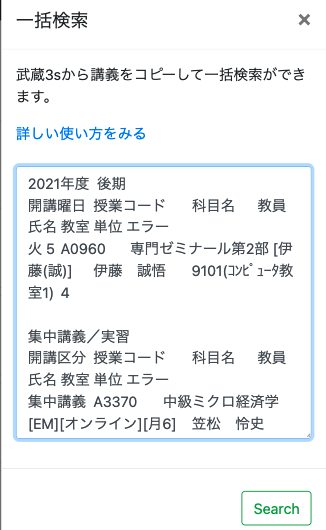 一括検索 ×
武蔵3sから講義をコピーして一括検索ができ
ます。
詳しい使い方をみる
2021年度 後期
開講曜日 授業コード 科目名 教員
氏名 教室 単位 エラー
火 5 A0960 専門ゼミナール第2部 [伊
藤(誠)] 伊藤 誠悟 9101(ｺﾝﾋﾟｭｰﾀ教
室1) 4
集中講義／実習
開講区分 授業コード 科目名 教員
氏名 教室 単位 エラー
集中講義 A3370 中級ミクロ経済学
[EM][オンライン][月6] 笠松 怜史
Search